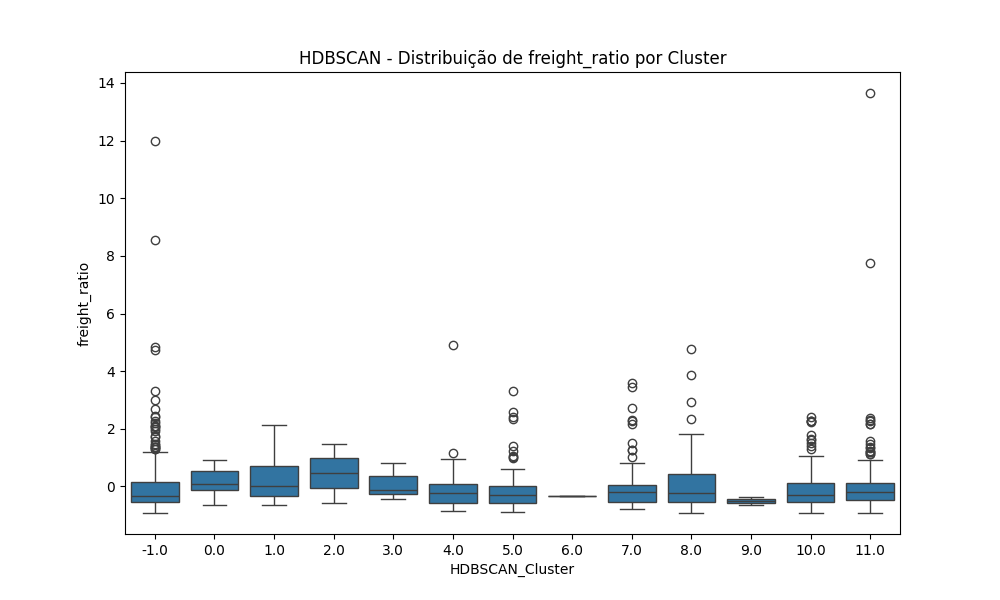 HDBSCAN - Distribuição de freight_ratio por Cluster
14
12
10
8
6
4
2
0
freight_ratio
-1.0 0.0 1.0 2.0 3.0 4.0 5.0 6.0 7.0 8.0 9.0 10.0 11.0
HDBSCAN_Cluster